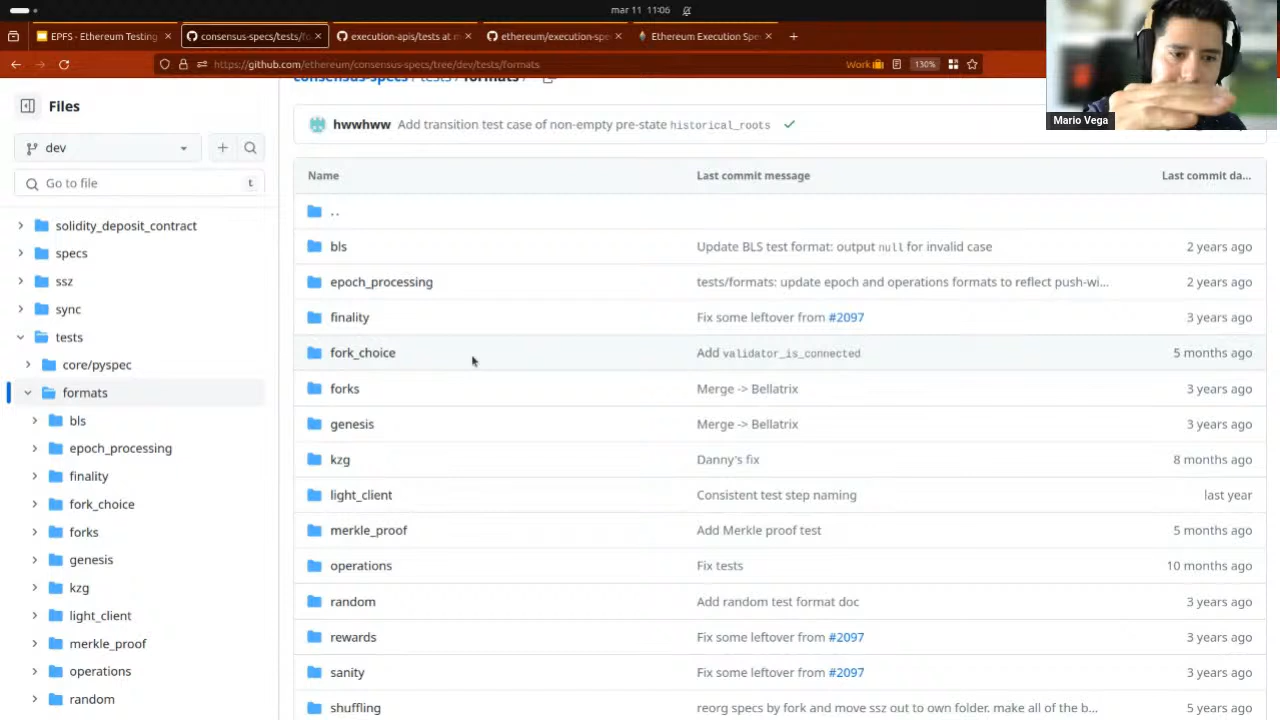 mar 11 11:06
EPFS - Ethereum Testing
consensus-specs/tests/fo
execution-apis/tests at m
ethereum/execution-spe
Ethereum Execution Spe
https://github.com/ethereum/consensus-specs/tree/dev/tests/formats
Work
130%
consensus-specs / tests / formats /
Mario Vega
Files
dev
Go to file
t
solidity_deposit_contract
specs
ssz
sync
tests
core/pyspec
formats
bls
epoch_processing
finality
fork_choice
forks
genesis
kzg
light_client
merkle_proof
operations
random
hwwhww Add transition test case of non-empty pre-state historical_roots
Name Last commit message Last commit da...
..
bls Update BLS test format: output null for invalid case 2 years ago
epoch_processing tests/formats: update epoch and operations formats to reflect push-wi... 2 years ago
finality Fix some leftover from #2097 3 years ago
fork_choice Add validator_is_connected 5 months ago
forks Merge -> Bellatrix 3 years ago
genesis Merge -> Bellatrix 3 years ago
kzg Danny's fix 8 months ago
light_client Consistent test step naming last year
merkle_proof Add Merkle proof test 5 months ago
operations Fix tests 10 months ago
random Add random test format doc 3 years ago
rewards Fix some leftover from #2097 3 years ago
sanity Fix some leftover from #2097 3 years ago
shuffling reorg specs by fork and move ssz out to own folder. make all of the b... 5 years ago